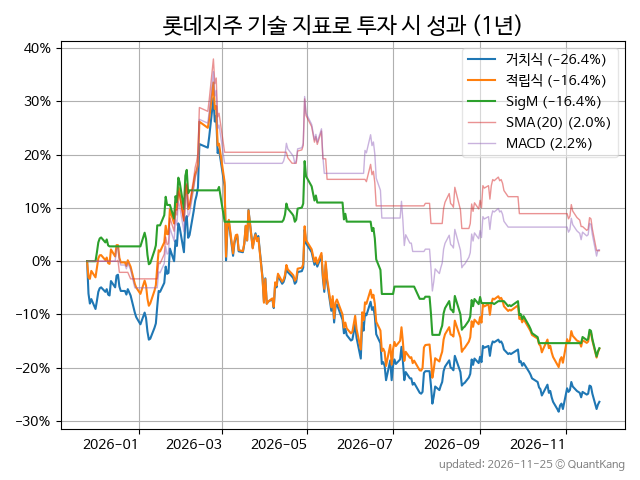 롯데지주 기술 지표로 투자 시 성과 (1년)
40%
30%
20%
10%
0%
−10%
−20%
−30%
거치식 (−26.4%)
적립식 (−16.4%)
SigM (−16.4%)
SMA(20) (2.0%)
MACD (2.2%)
2026-01 2026-03 2026-05 2026-07 2026-09 2026-11
updated: 2026-11-25 © QuantKang